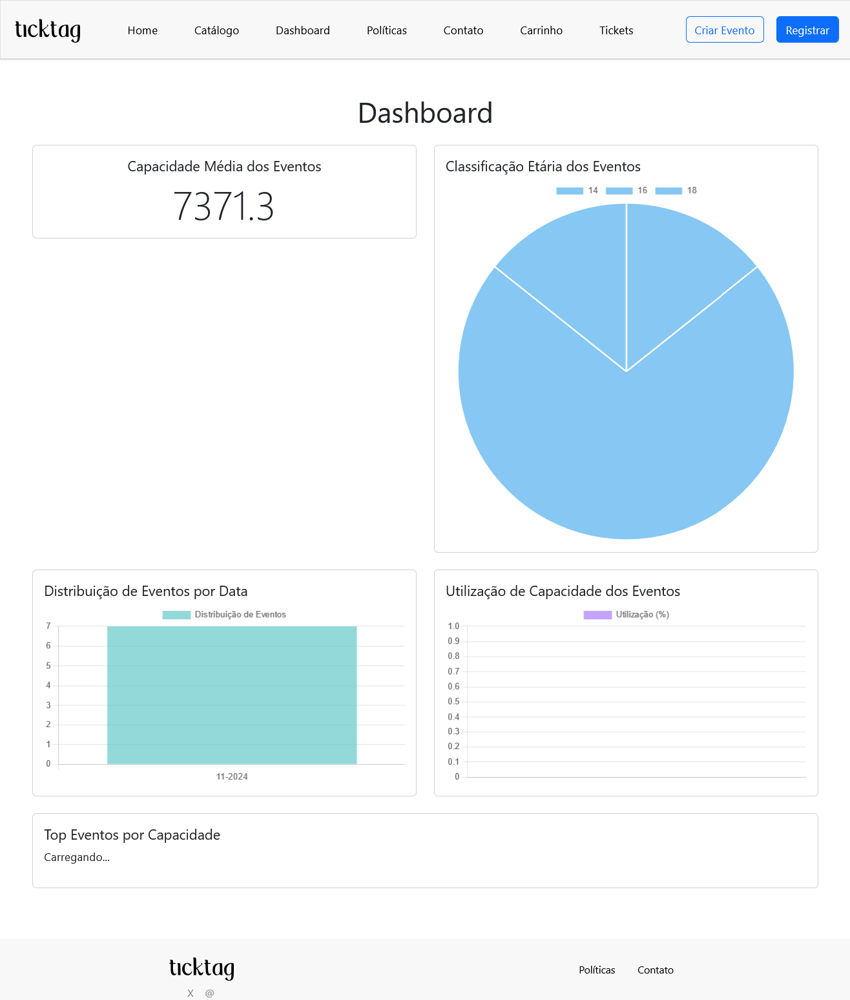 ticktag Home Catálogo Dashboard Políticas Contato Carrinho Tickets Criar Evento Registrar
Dashboard
Capacidade Média dos Eventos
7371.3
Classificação Etária dos Eventos
14 16 18
Distribuição de Eventos por Data
Distribuição de Eventos
7
6
5
4
3
2
1
0
11-2024
Utilização de Capacidade dos Eventos
Utilização (%)
1.0
0.9
0.8
0.7
0.6
0.5
0.4
0.3
0.2
0.1
0
Top Eventos por Capacidade
Carregando...
ticktag
X @
Políticas Contato